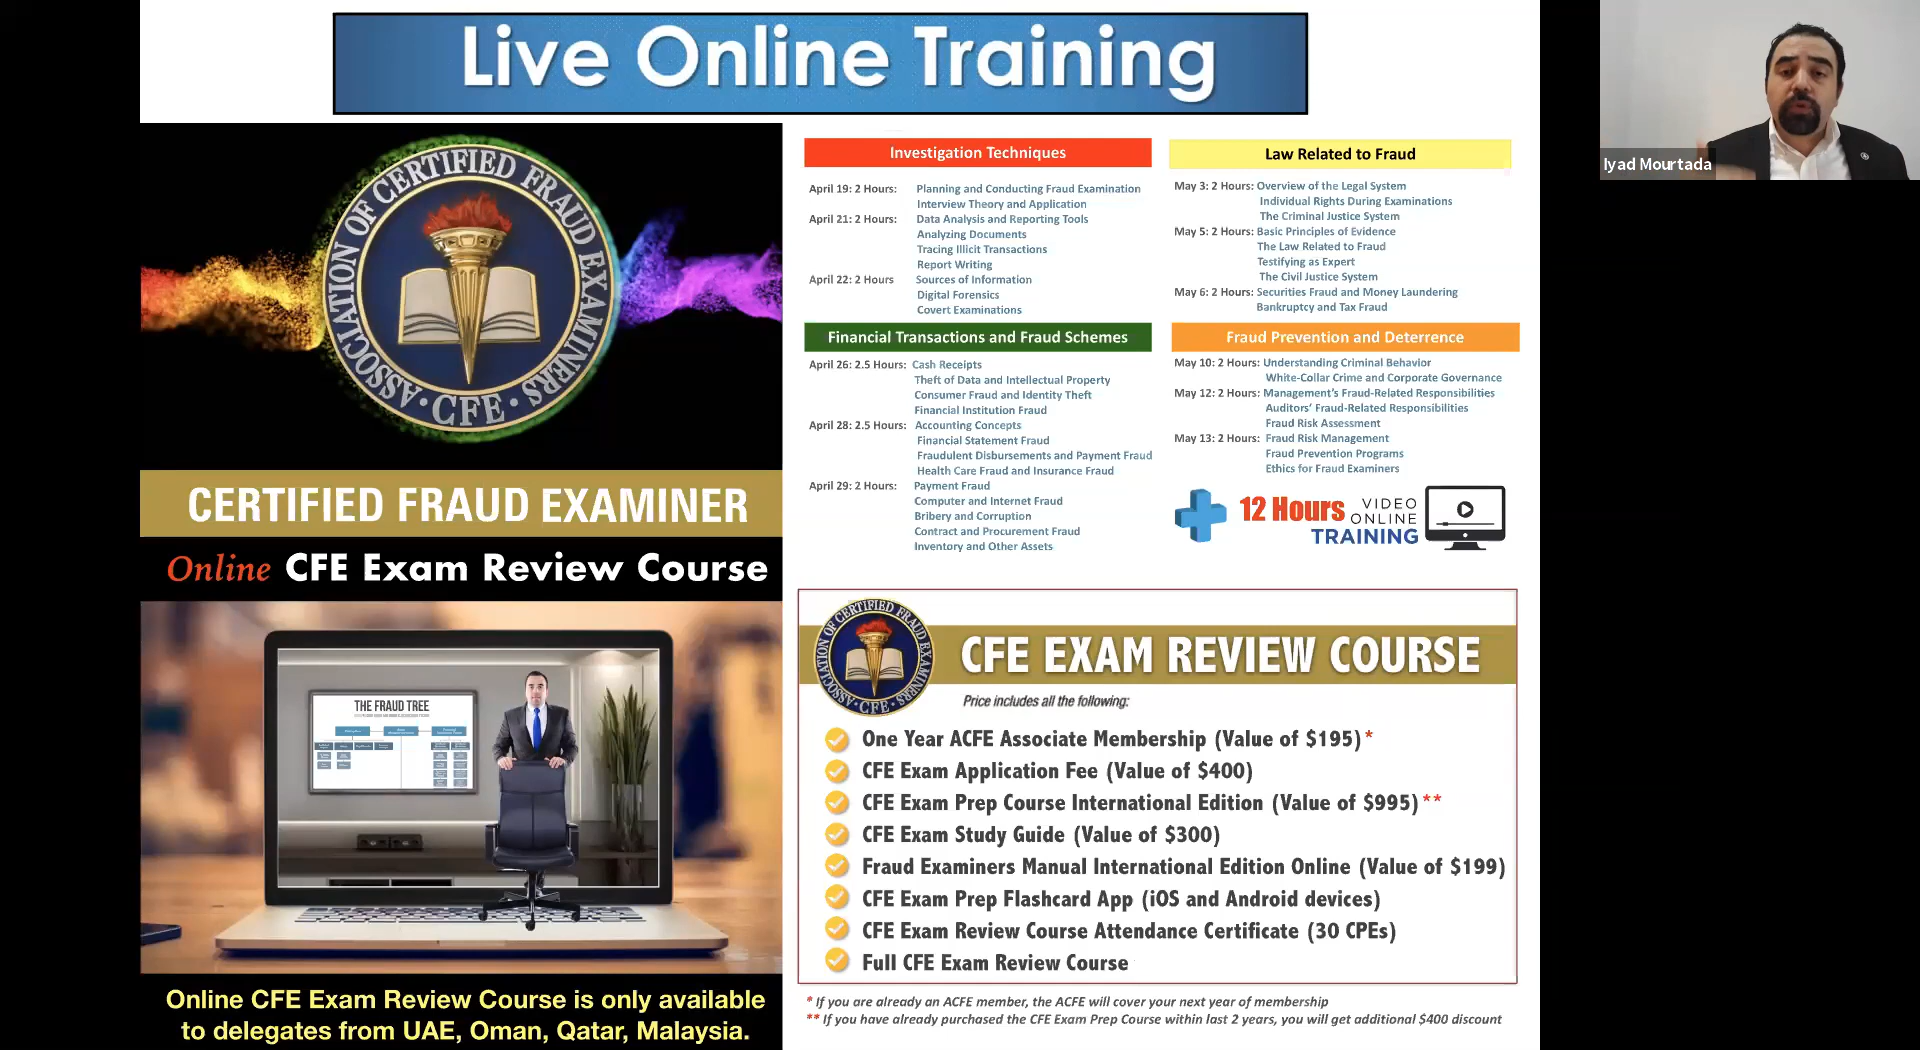 Live Online Training
ASSOCIATION OF CERTIFIED FRAUD EXAMINERS
· CFE ·
CERTIFIED FRAUD EXAMINER
Online CFE Exam Review Course
THE FRAUD TREE
Online CFE Exam Review Course is only available
to delegates from UAE, Oman, Qatar, Malaysia.
Investigation Techniques
April 19: 2 Hours: Planning and Conducting Fraud Examination
Interview Theory and Application
April 21: 2 Hours: Data Analysis and Reporting Tools
Analyzing Documents
Tracing Illicit Transactions
Report Writing
April 22: 2 Hours Sources of Information
Digital Forensics
Covert Examinations
Financial Transactions and Fraud Schemes
April 26: 2.5 Hours: Cash Receipts
Theft of Data and Intellectual Property
Consumer Fraud and Identity Theft
Financial Institution Fraud
April 28: 2.5 Hours: Accounting Concepts
Financial Statement Fraud
Fraudulent Disbursements and Payment Fraud
Health Care Fraud and Insurance Fraud
April 29: 2 Hours: Payment Fraud
Computer and Internet Fraud
Bribery and Corruption
Contract and Procurement Fraud
Inventory and Other Assets
Law Related to Fraud
May 3: 2 Hours: Overview of the Legal System
Individual Rights During Examinations
The Criminal Justice System
May 5: 2 Hours: Basic Principles of Evidence
The Law Related to Fraud
Testifying as Expert
The Civil Justice System
May 6: 2 Hours: Securities Fraud and Money Laundering
Bankruptcy and Tax Fraud
Fraud Prevention and Deterrence
May 10: 2 Hours: Understanding Criminal Behavior
White-Collar Crime and Corporate Governance
May 12: 2 Hours: Management's Fraud-Related Responsibilities
Auditors' Fraud-Related Responsibilities
Fraud Risk Assessment
May 13: 2 Hours: Fraud Risk Management
Fraud Prevention Programs
Ethics for Fraud Examiners
12 Hours VIDEO
ONLINE
TRAINING
ASSOCIATION OF CERTIFIED FRAUD EXAMINERS
· CFE ·
CFE EXAM REVIEW COURSE
Price includes all the following:
One Year ACFE Associate Membership (Value of $195) *
CFE Exam Application Fee (Value of $400)
CFE Exam Prep Course International Edition (Value of $995) **
CFE Exam Study Guide (Value of $300)
Fraud Examiners Manual International Edition Online (Value of $199)
CFE Exam Prep Flashcard App (iOS and Android devices)
CFE Exam Review Course Attendance Certificate (30 CPEs)
Full CFE Exam Review Course
* If you are already an ACFE member, the ACFE will cover your next year of membership
** If you have already purchased the CFE Exam Prep Course within last 2 years, you will get additional $400 discount
Iyad Mourtada